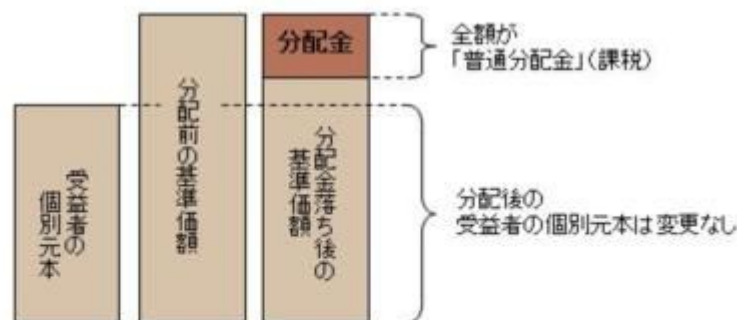 受益者の
個別元本
分配前の基準価額
分配金
分配金落ち後の
基準価額
全額が
「普通分配金」(課税)
分配後の
受益者の個別元本は変更なし